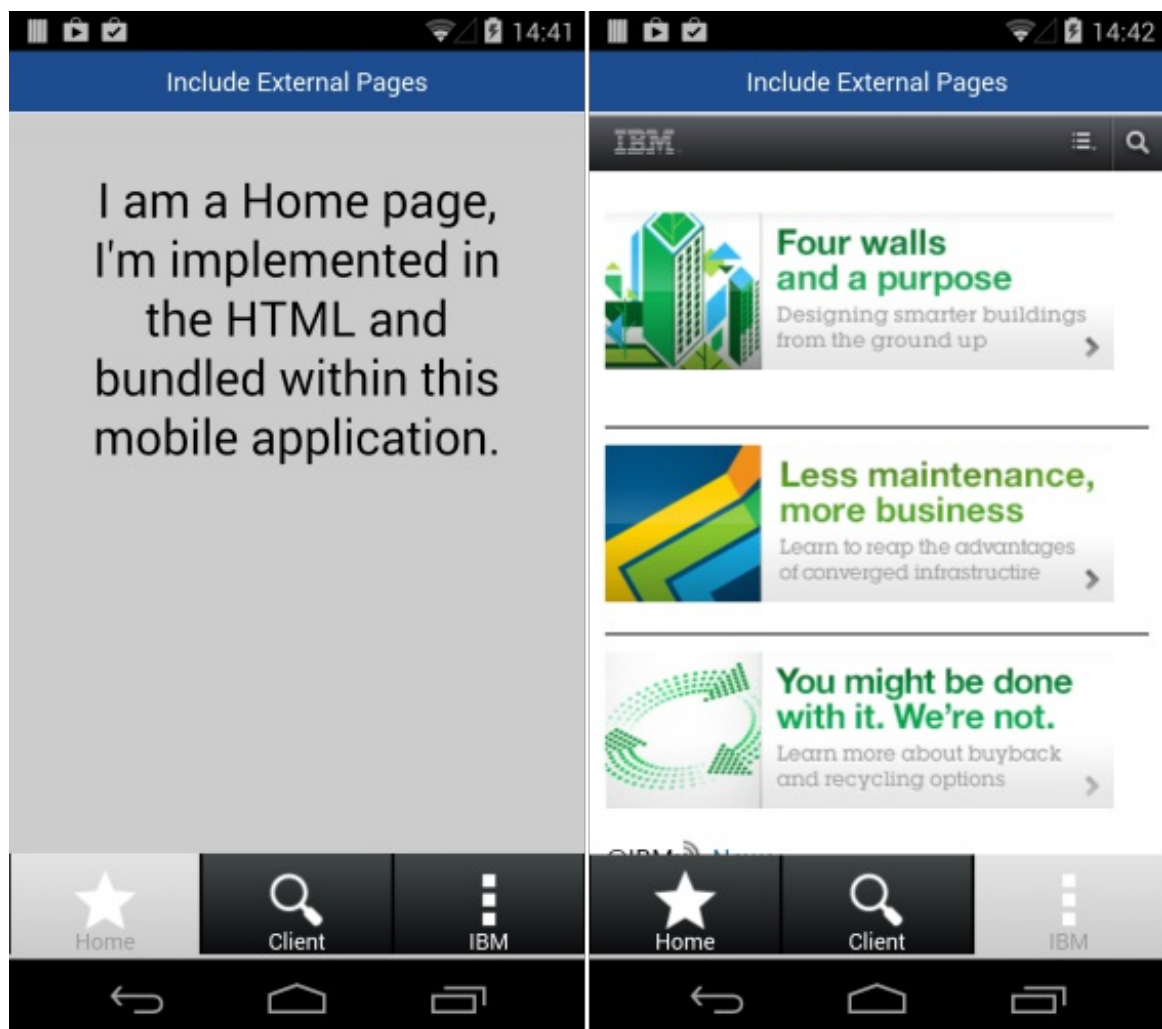 14:41
Include External Pages
I am a Home page,
I'm implemented in
the HTML and
bundled within this
mobile application.
Home
Client
IBM
14:42
Include External Pages
IBM
Four walls
and a purpose
Designing smarter buildings
from the ground up
Less maintenance,
more business
Learn to reap the advantages
of converged infrastructire
You might be done
with it. We're not.
Learn more about buyback
and recycling options
Home
Client
IBM